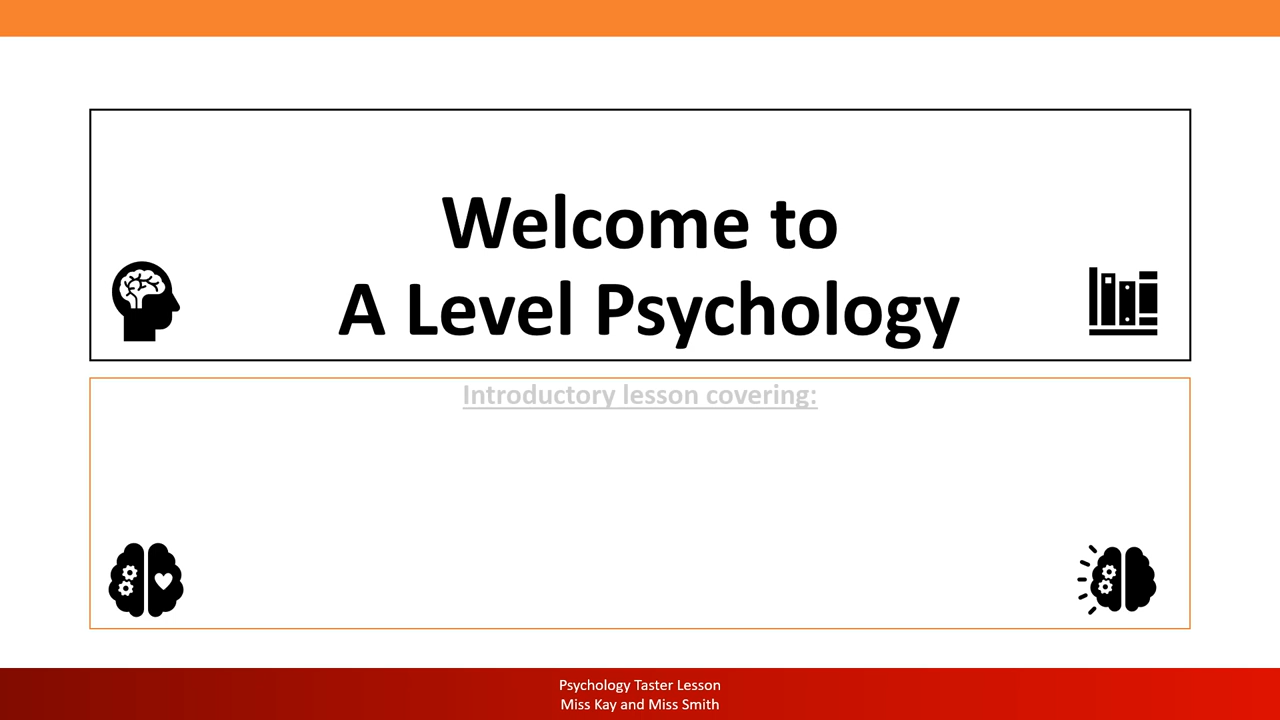 Welcome to
A Level Psychology
Introductory lesson covering:
Psychology Taster Lesson
Miss Kay and Miss Smith